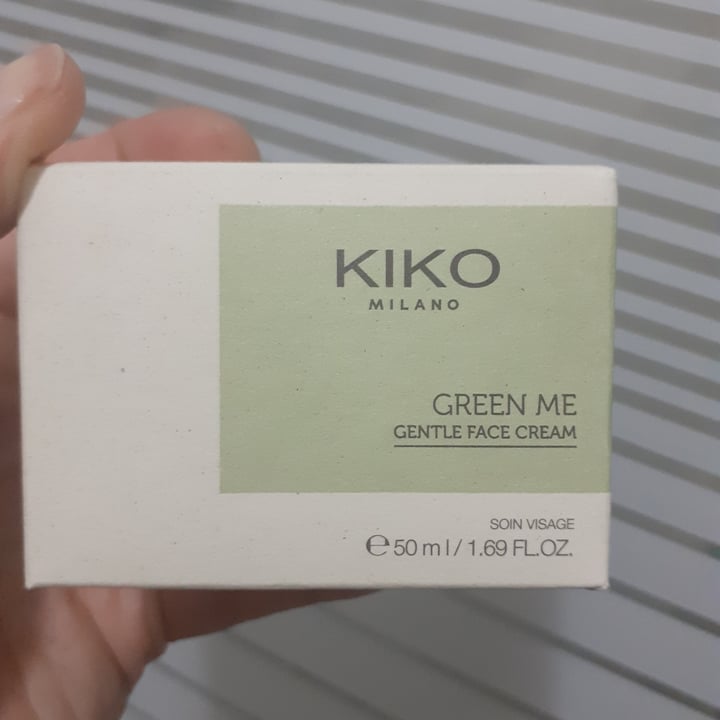 KIKO
MILANO
GREEN ME
GENTLE FACE CREAM
SOIN VISAGE
℮ 50 ml / 1.69 FL.OZ.